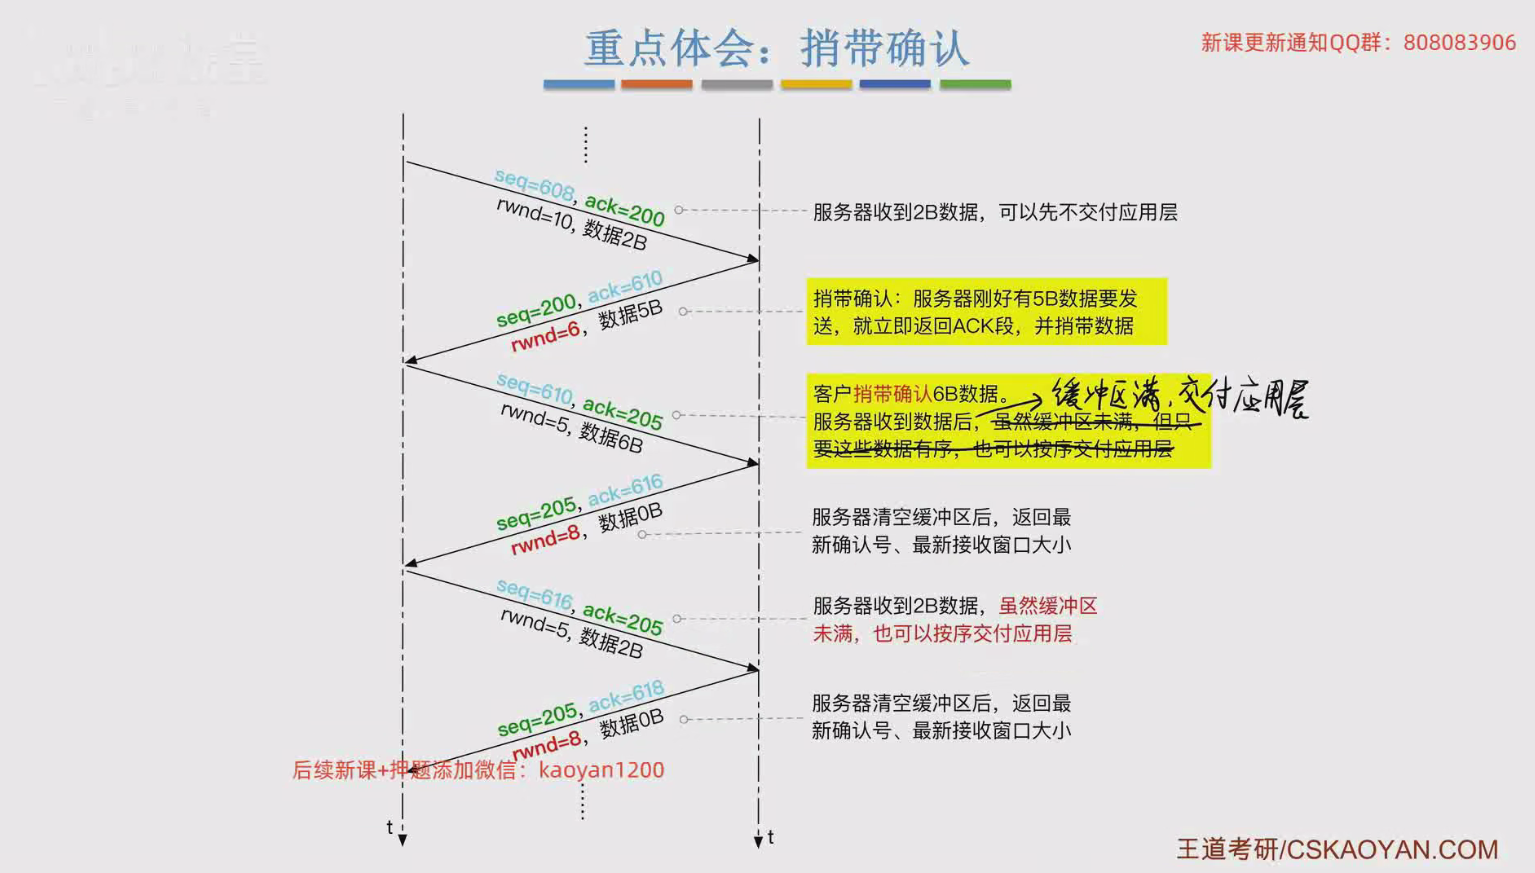 重点体会：捎带确认
新课更新通知QQ群：808083906
seq=608, ack=200
rwnd=10, 数据2B
服务器收到2B数据，可以先不交付应用层
seq=200, ack=610
rwnd=6，数据5B
捎带确认：服务器刚好有5B数据要发
送，就立即返回ACK段，并捎带数据
seq=610, ack=205
rwnd=5, 数据6B
客户捎带确认6B数据。
缓冲区满，交付应用层
服务器收到数据后，虽然缓冲区未满，但只
要这些数据有序，也可以按序交付应用层
seq=205, ack=616
rwnd=8，数据0B
服务器清空缓冲区后，返回最
新确认号、最新接收窗口大小
seq=616, ack=205
rwnd=5, 数据2B
服务器收到2B数据，虽然缓冲区
未满，也可以按序交付应用层
seq=205, ack=618
rwnd=8，数据0B
服务器清空缓冲区后，返回最
新确认号、最新接收窗口大小
后续新课+押题添加微信：kaoyan1200
t
t
王道考研/CSKAOYAN.COM